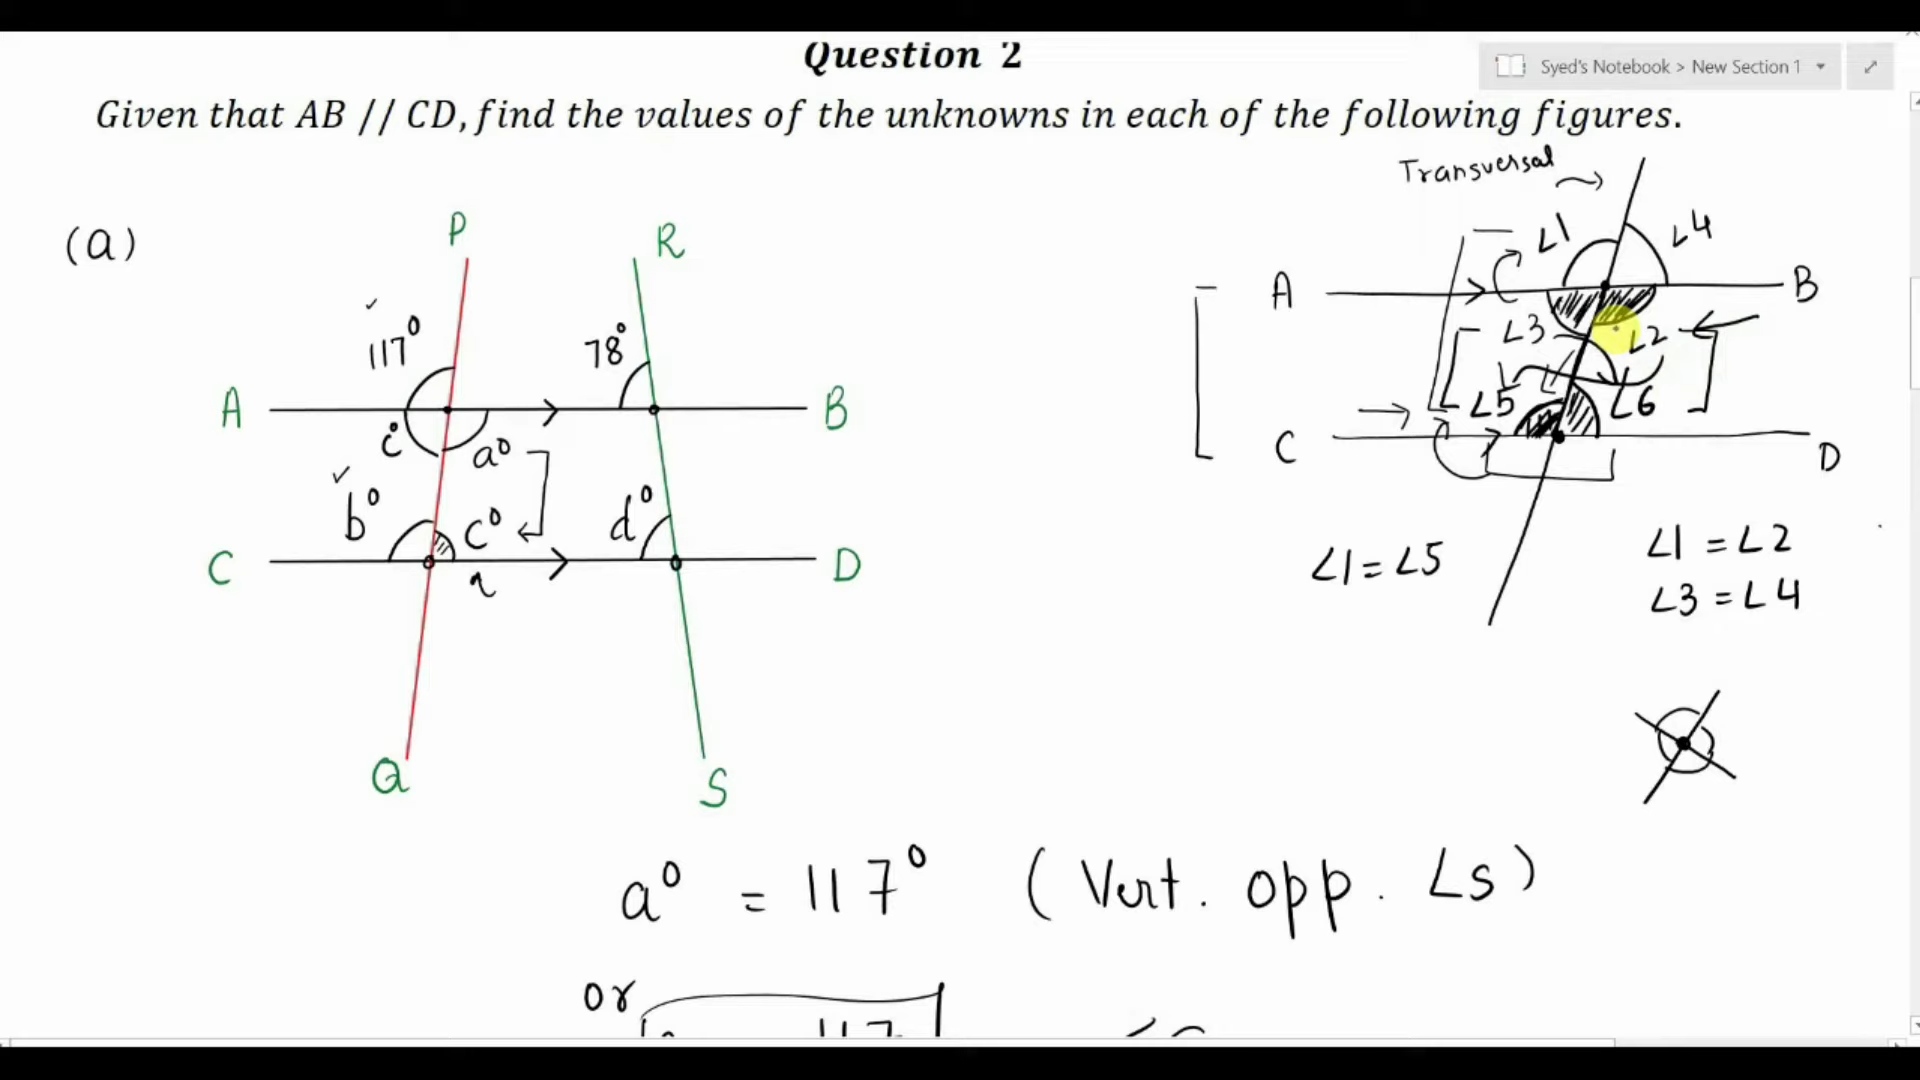 Question 2
Syed's Notebook > New Section 1
Given that AB // CD, find the values of the unknowns in each of the following figures.
Transversal
(a)
P
R
∠1
∠4
117°
78°
A
B
A
B
∠3
∠2
c°
a°
∠5
∠6
b°
c°
d°
C
D
C
D
∠1 = ∠5
∠1 = ∠2
∠3 = ∠4
Q
S
a° = 117° (Vert. opp. ∠s)
or